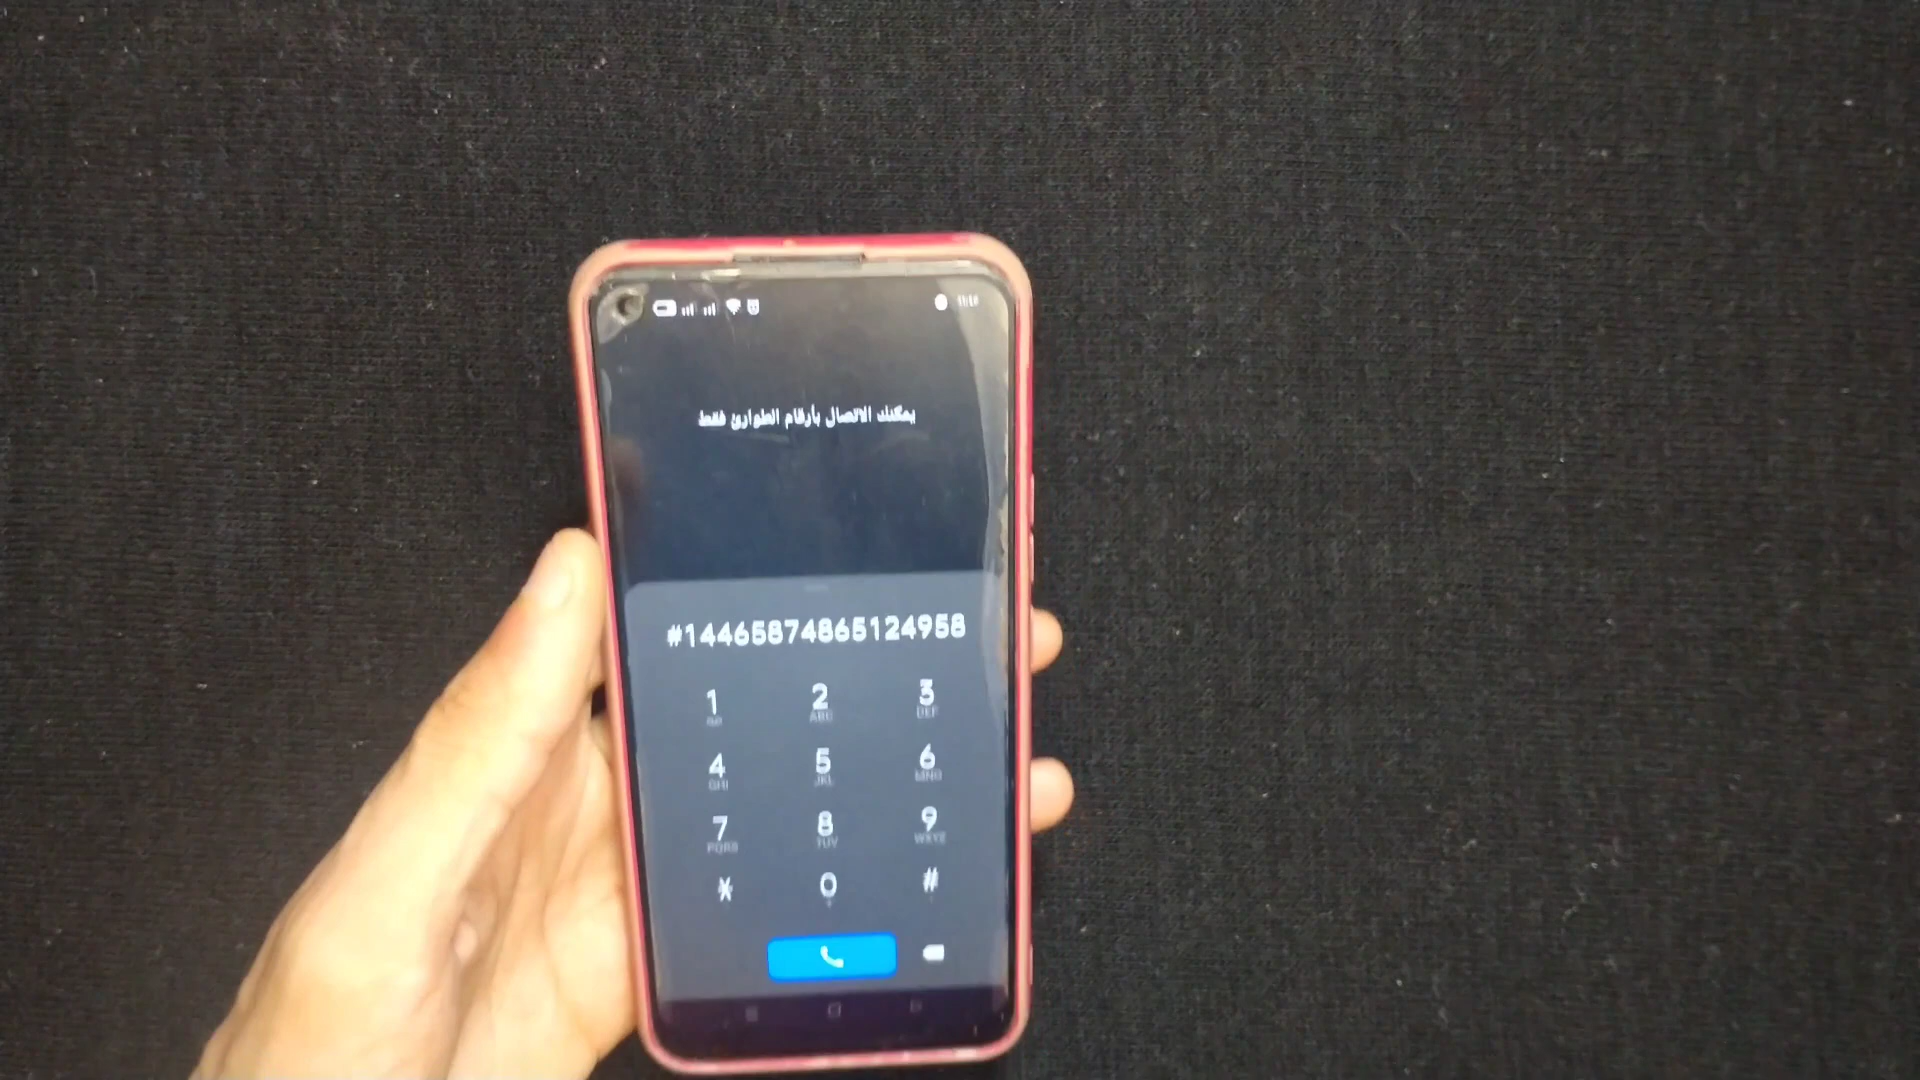 يمكنك الاتصال بأرقام الطوارئ فقط
#14465874865124958
1
2 ABC
3 DEF
4 GHI
5 JKL
6 MNO
7 PQRS
8 TUV
9 WXYZ
*
0 +
#